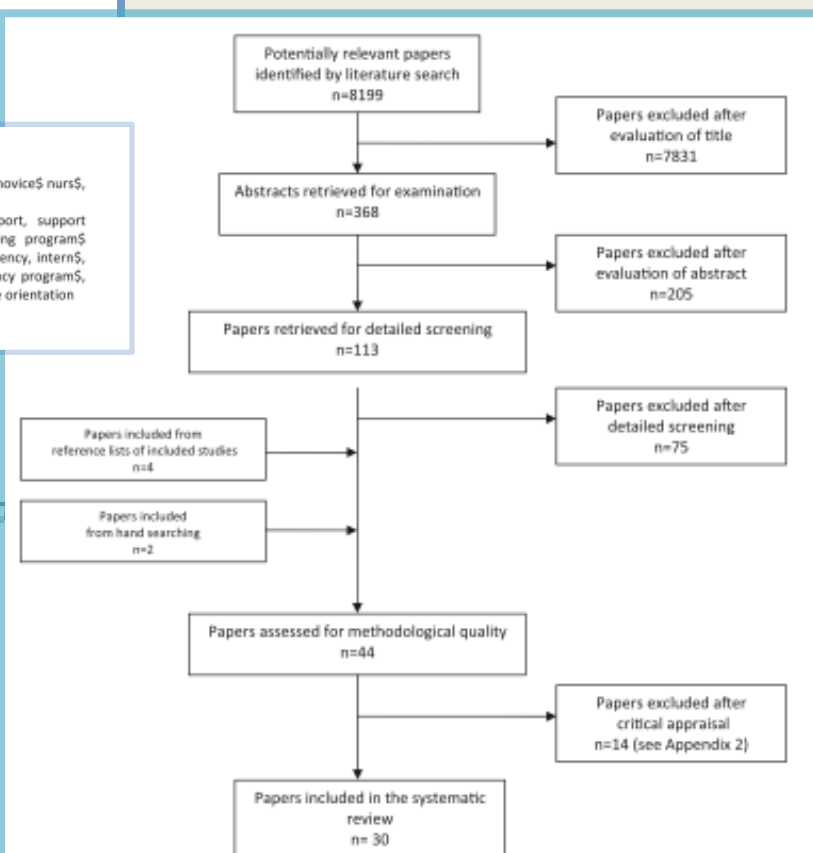 Potentially relevant papers
identified by literature search
n=8199
Papers excluded after
evaluation of title
n=7831
novice$ nurs$,
support
program$
intern$,
program$,
orientation
Abstracts retrieved for examination
n=368
Papers excluded after
evaluation of abstract
n=205
Papers retrieved for detailed screening
n=113
Papers excluded after
detailed screening
n=75
Papers included from
reference lists of included studies
n=4
Papers included
from hand searching
n=2
Papers assessed for methodological quality
n=44
Papers excluded after
critical appraisal
n=14 (see Appendix 2)
Papers included in the systematic
review
n= 30